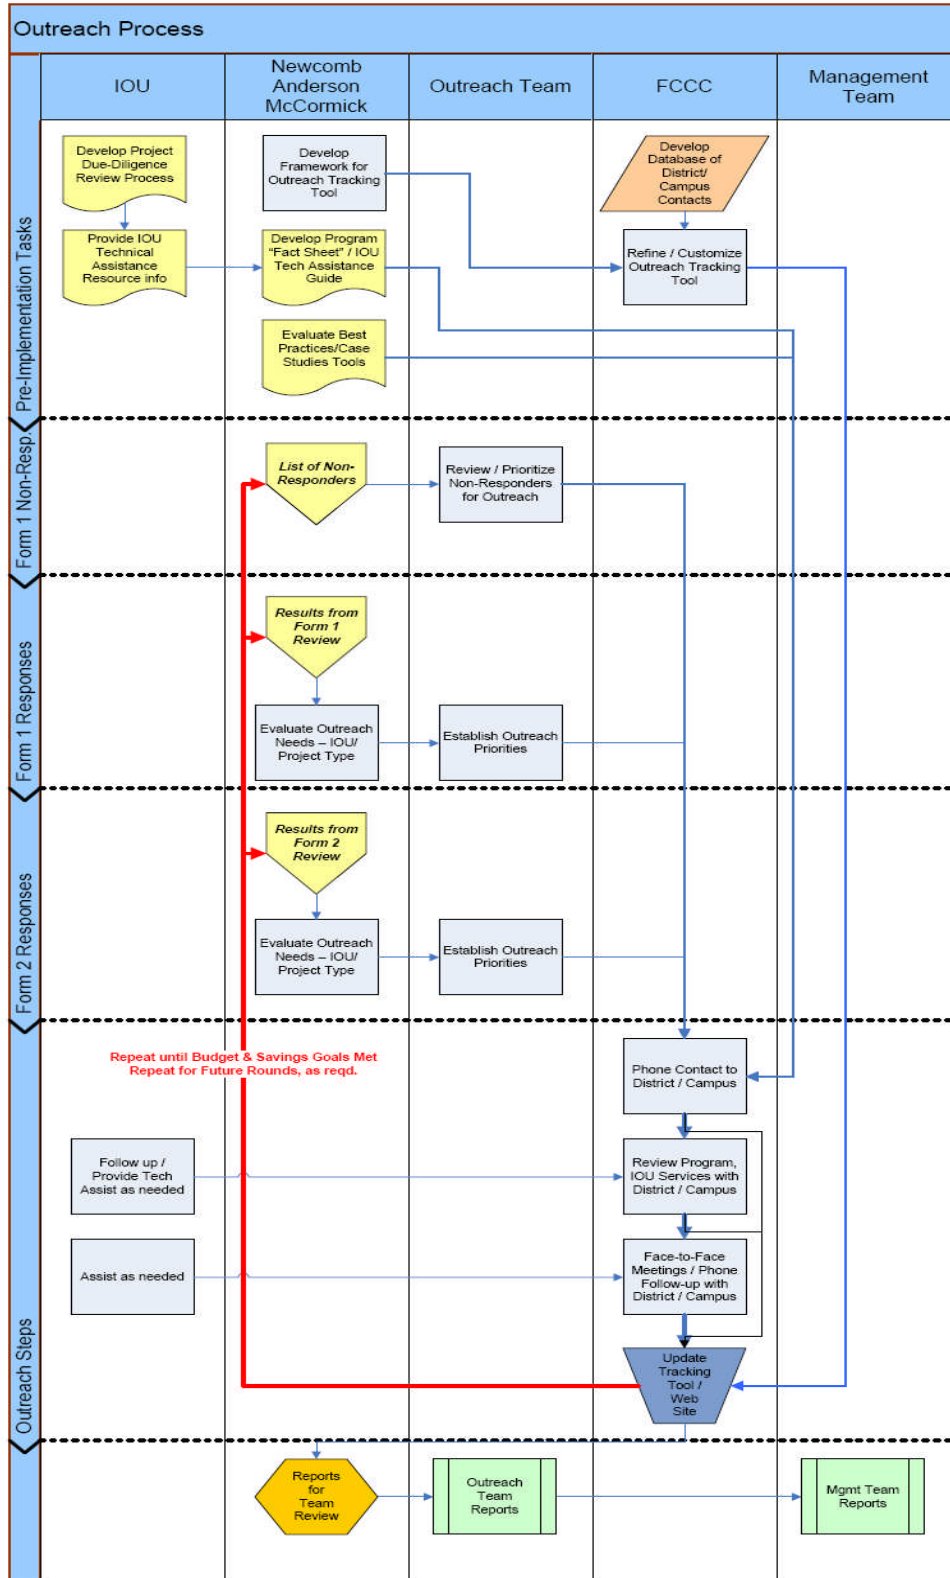 Outreach Process
IOU
Newcomb
Anderson
McCormick
Outreach Team
FCCC
Management
Team
Pre-Implementation Tasks
Develop Project
Due-Diligence
Review Process
Develop
Framework for
Outreach Tracking
Tool
Develop
Database of
District/
Campus
Contacts
Provide IOU
Technical
Assistance
Resource info
Develop Program
"Fact Sheet" / IOU
Tech Assistance
Guide
Refine / Customize
Outreach Tracking
Tool
Evaluate Best
Practices/Case
Studies Tools
Form 1 Non-Resp.
List of Non-
Responders
Review / Prioritize
Non-Responders
for Outreach
Form 1 Responses
Results from
Form 1
Review
Evaluate Outreach
Needs – IOU/
Project Type
Establish Outreach
Priorities
Form 2 Responses
Results from
Form 2
Review
Evaluate Outreach
Needs – IOU/
Project Type
Establish Outreach
Priorities
Outreach Steps
Repeat until Budget & Savings Goals Met
Repeat for Future Rounds, as reqd.
Phone Contact to
District / Campus
Follow up /
Provide Tech
Assist as needed
Review Program,
IOU Services with
District / Campus
Assist as needed
Face-to-Face
Meetings / Phone
Follow-up with
District / Campus
Update
Tracking
Tool /
Web
Site
Reports
for
Team
Review
Outreach
Team
Reports
Mgmt Team
Reports